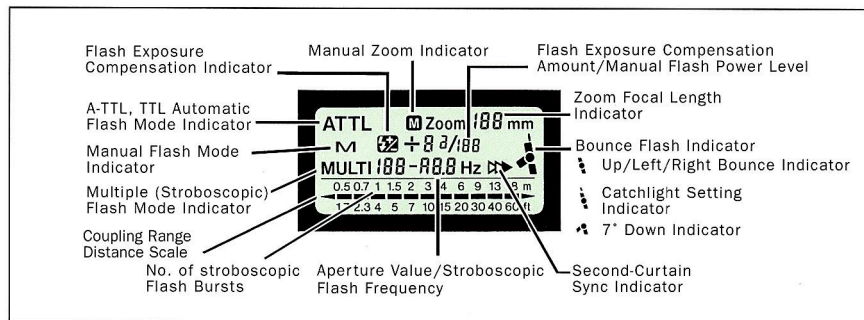 Flash Exposure
Compensation Indicator
Manual Zoom Indicator
Flash Exposure Compensation
Amount/Manual Flash Power Level
A-TTL, TTL Automatic
Flash Mode Indicator
Zoom Focal Length
Indicator
Manual Flash Mode
Indicator
Bounce Flash Indicator
Up/Left/Right Bounce Indicator
Multiple (Stroboscopic)
Flash Mode Indicator
Catchlight Setting
Indicator
Coupling Range
Distance Scale
7° Down Indicator
No. of stroboscopic
Flash Bursts
Aperture Value/Stroboscopic
Flash Frequency
Second-Curtain
Sync Indicator
ATTL M Zoom 188 mm
M
MULTI 188 Hz
0.5 0.7 1 1.5 2 3 4 6 9 13 18 m
2.3 4 5 7 10 15 20 30 40 60 ft